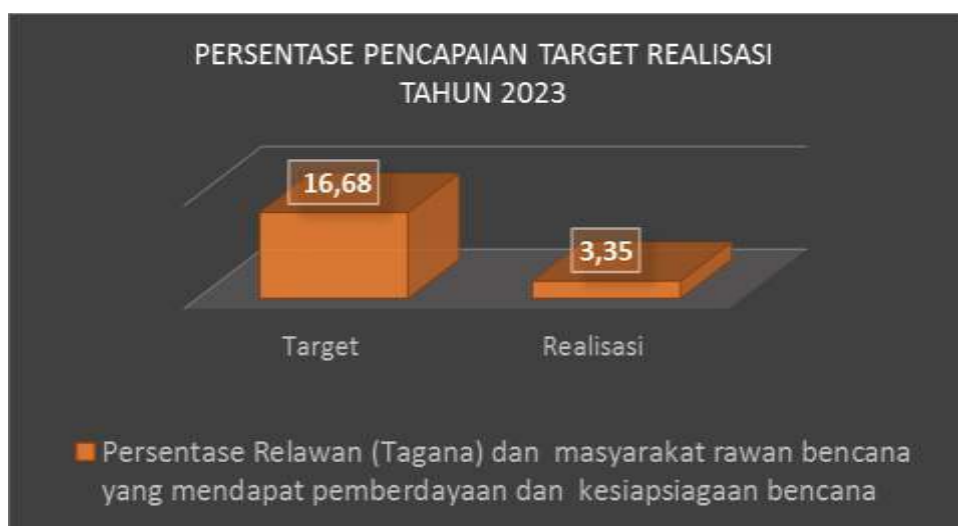 PERSENTASE PENCAPAIAN TARGET REALISASI
TAHUN 2023
16,68
3,35
Target
Realisasi
Persentase Relawan (Tagana) dan masyarakat rawan bencana
yang mendapat pemberdayaan dan kesiapsiagaan bencana